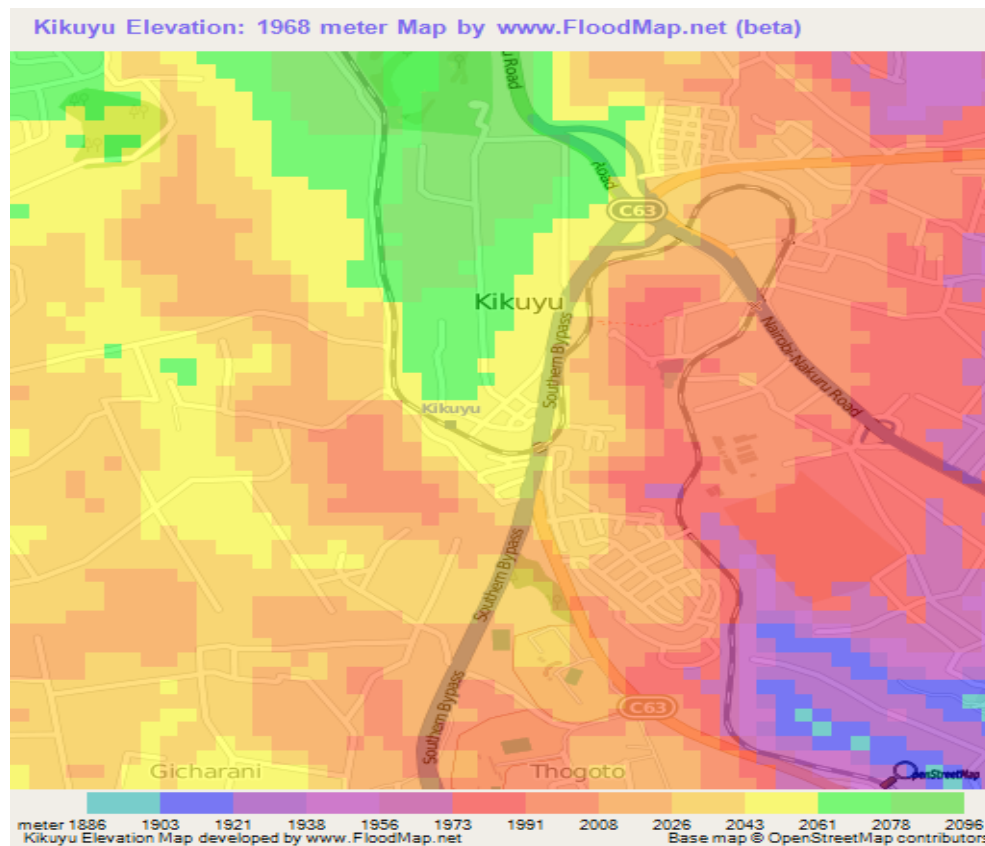 Kikuyu Elevation: 1968 meter Map by www.FloodMap.net (beta)
u Road
Road
C63
Kikuyu
Southern Bypass
Nairobi-Nakuru Road
Kikuyu
Southern Bypass
Southern Bypass
C63
Gicharani
Thogoto
OpenStreetMap
meter 1886 1903 1921 1938 1956 1973 1991 2008 2026 2043 2061 2078 2096
Kikuyu Elevation Map developed by www.FloodMap.net
Base map © OpenStreetMap contributors